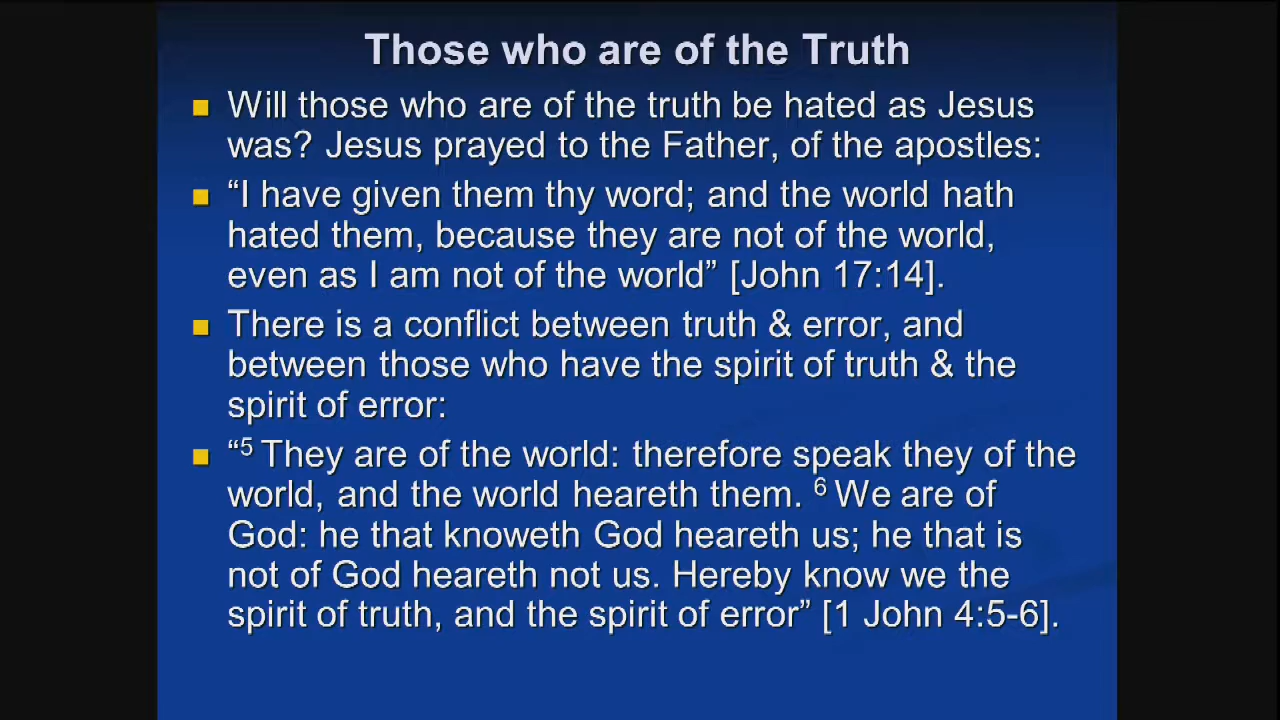 Those who are of the Truth
Will those who are of the truth be hated as Jesus
was? Jesus prayed to the Father, of the apostles:
“I have given them thy word; and the world hath
hated them, because they are not of the world,
even as I am not of the world” [John 17:14].
There is a conflict between truth & error, and
between those who have the spirit of truth & the
spirit of error:
“5 They are of the world: therefore speak they of the
world, and the world heareth them. 6 We are of
God: he that knoweth God heareth us; he that is
not of God heareth not us. Hereby know we the
spirit of truth, and the spirit of error” [1 John 4:5-6].